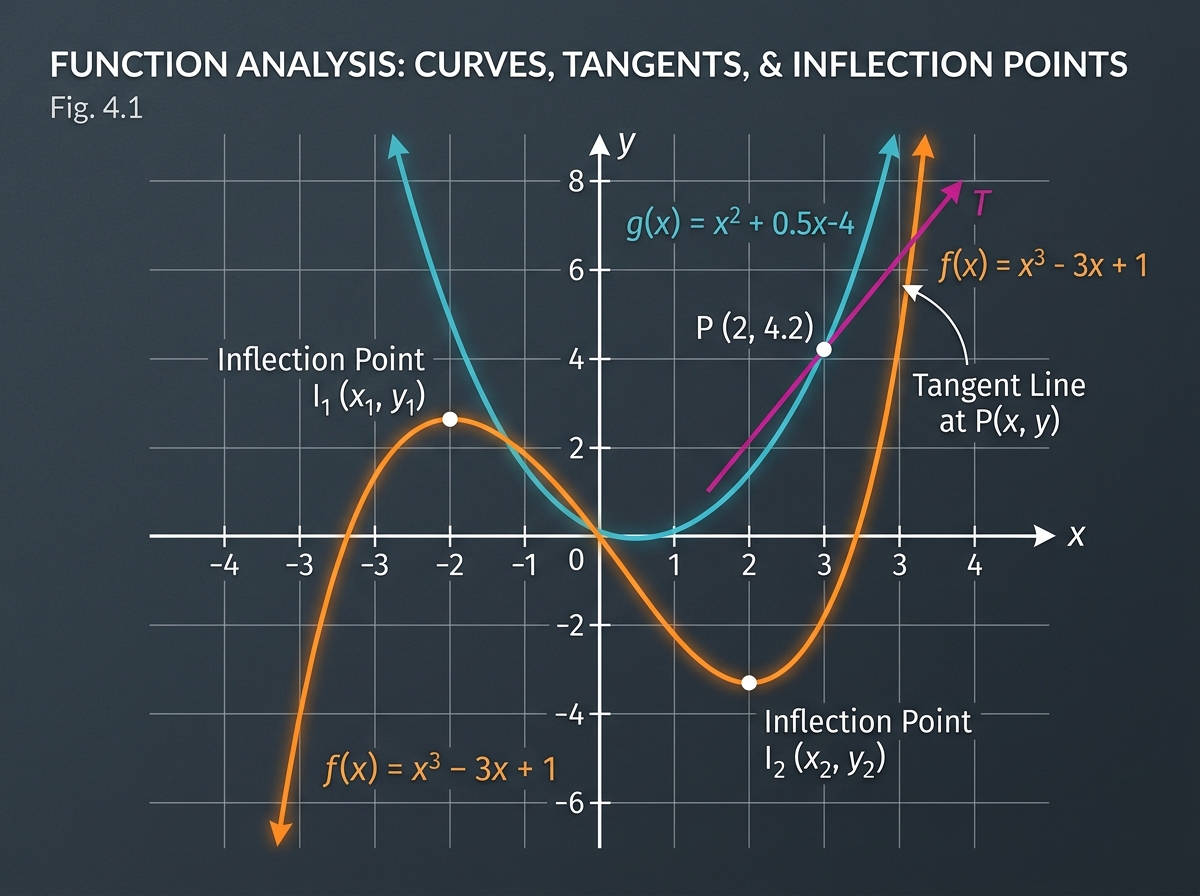 FUNCTION ANALYSIS: CURVES, TANGENTS, & INFLECTION POINTS
Fig. 4.1
y
8
g(x) = x² + 0.5x-4
T
6
f(x) = x³ - 3x + 1
P (2, 4.2)
Inflection Point
I₁ (x₁, y₁)
4
Tangent Line
at P(x, y)
2
x
−4 −3 −3 −2 −1 0 1 2 3 3 4
−2
−4
Inflection Point
I₂ (x₂, y₂)
f(x) = x³ − 3x + 1
−6